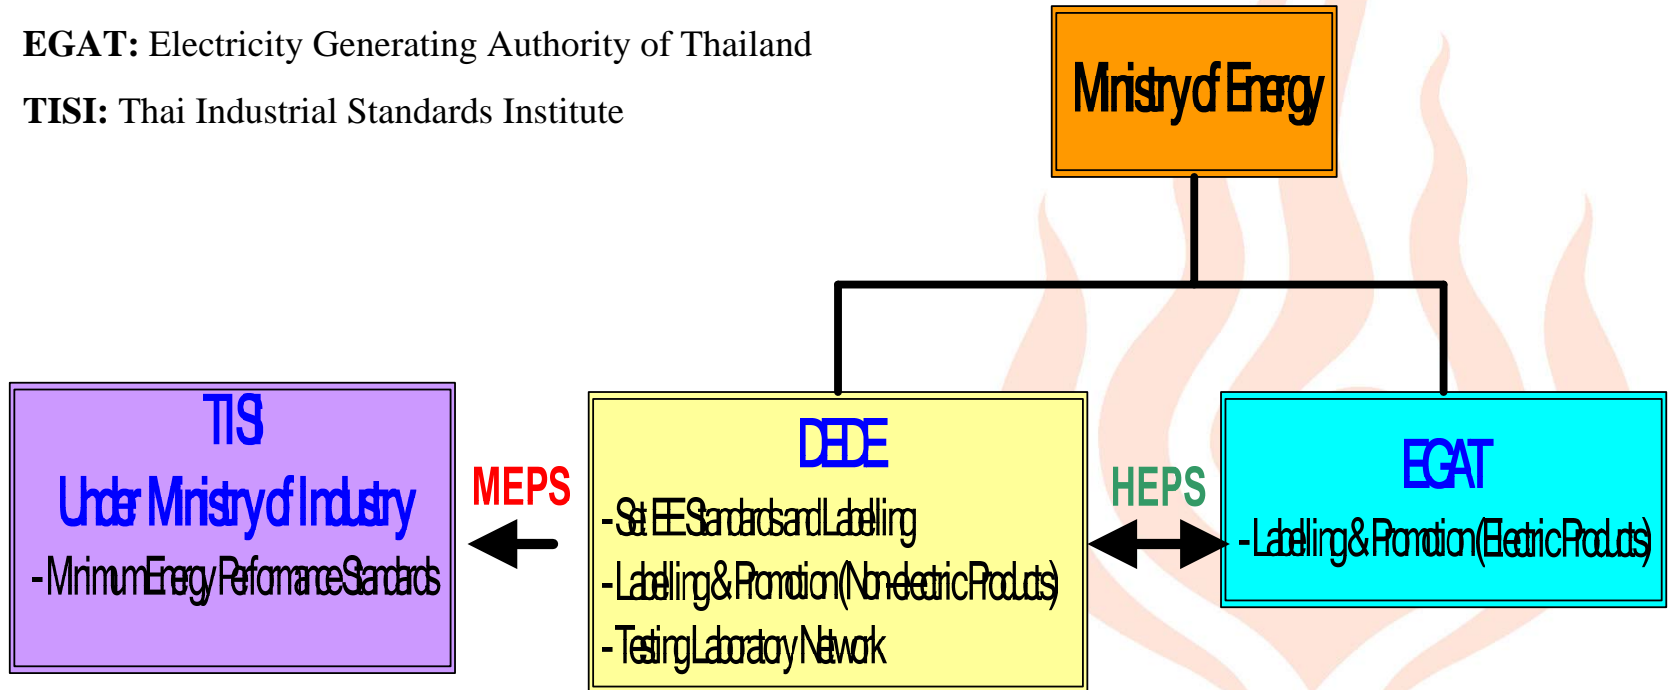 EGAT: Electricity Generating Authority of Thailand
TISI: Thai Industrial Standards Institute
Ministry of Energy
TISI
Under Ministry of Industry
- Minimum Energy Performance Standards
MEPS
DEDE
- Set EE Standards and Labelling
- Labelling & Promotion (Non-electric Products)
- Testing Laboratory Network
HEPS
EGAT
- Labelling & Promotion (Electric Products)